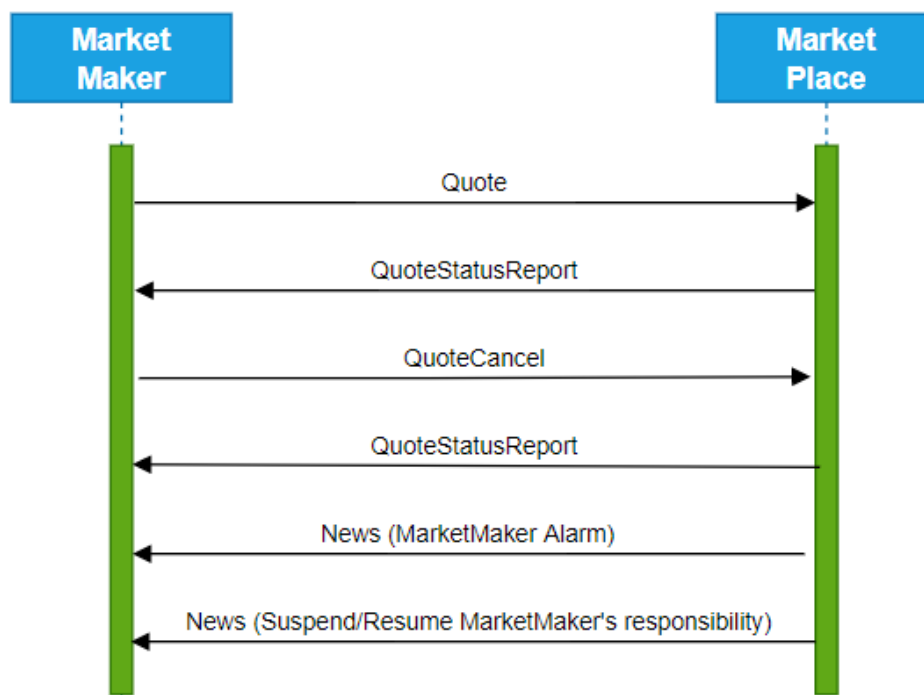 Market
Maker
Market
Place
Quote
QuoteStatusReport
QuoteCancel
QuoteStatusReport
News (MarketMaker Alarm)
News (Suspend/Resume MarketMaker's responsibility)